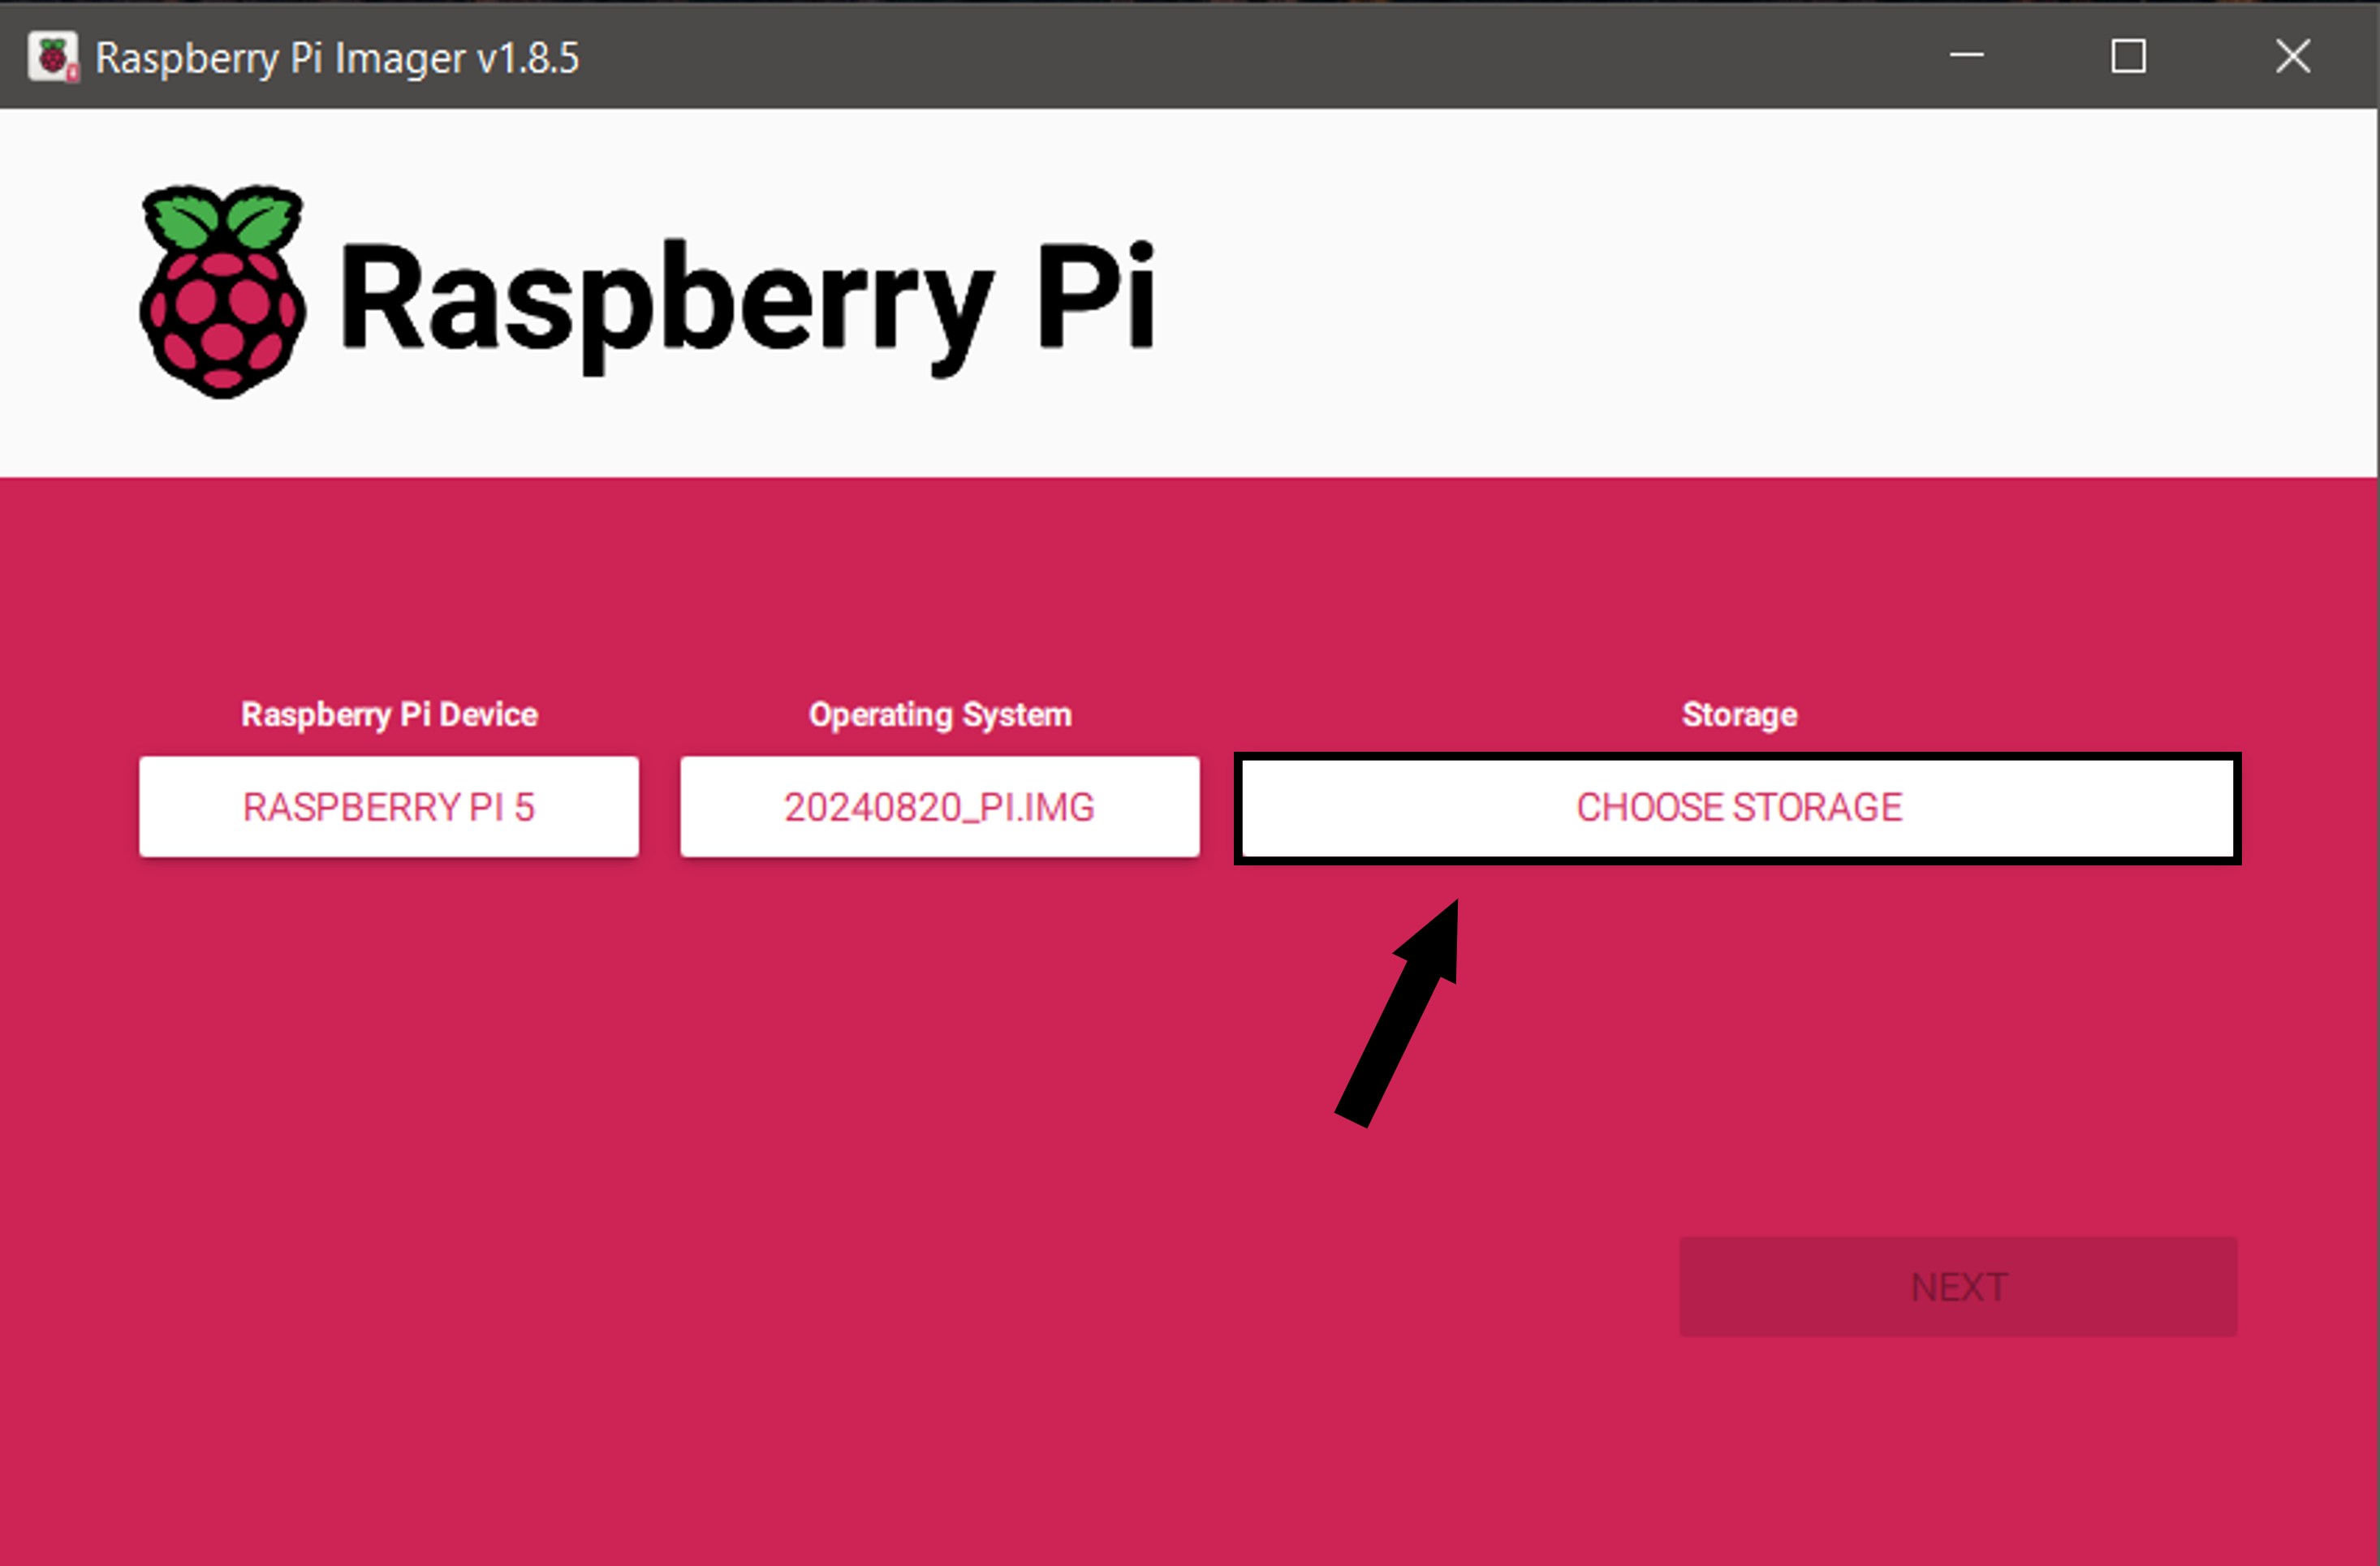 Raspberry Pi Imager v1.8.5
Raspberry Pi
Raspberry Pi Device
Operating System
Storage
RASPBERRY PI 5
20240820_PI.IMG
CHOOSE STORAGE
NEXT